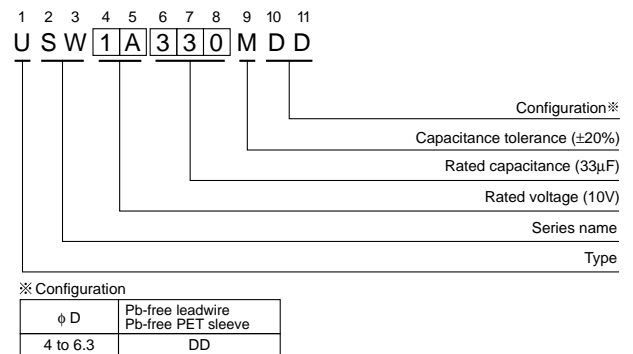 1 2 3 4 5 6 7 8 9 10 11
U S W 1 A 3 3 0 M D D
Configuration※
Capacitance tolerance (±20%)
Rated capacitance (33μF)
Rated voltage (10V)
Series name
Type
※ Configuration
ϕ D
Pb-free leadwire
Pb-free PET sleeve
4 to 6.3
DD